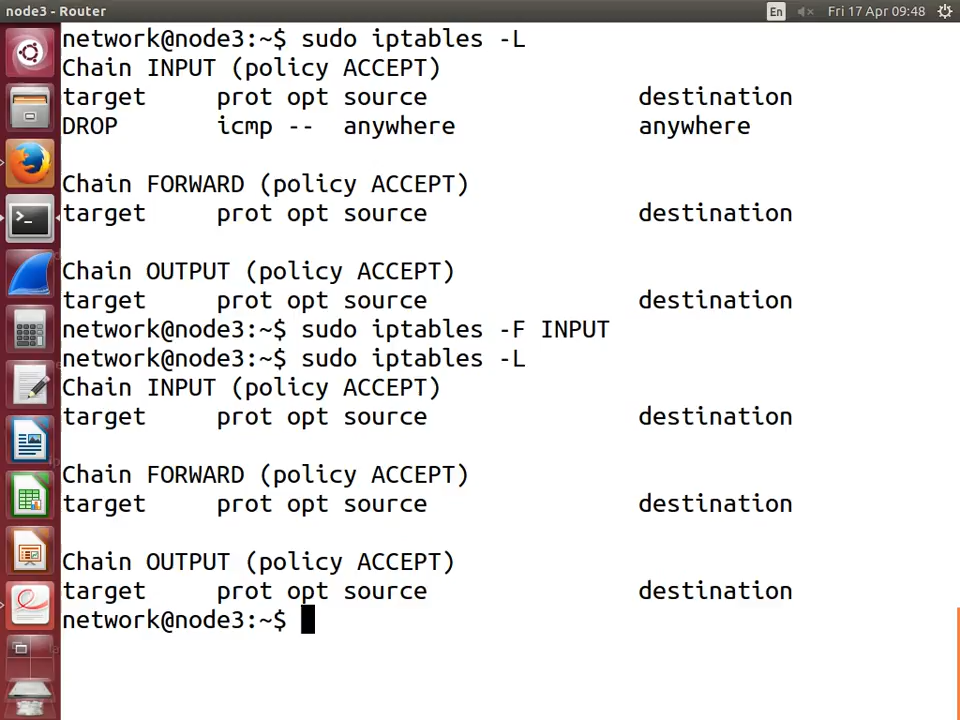 node3 - Router
En
Fri 17 Apr 09:48
network@node3:~$ sudo iptables -L
Chain INPUT (policy ACCEPT)
target     prot opt source               destination
DROP       icmp --  anywhere             anywhere

Chain FORWARD (policy ACCEPT)
target     prot opt source               destination

Chain OUTPUT (policy ACCEPT)
target     prot opt source               destination
network@node3:~$ sudo iptables -F INPUT
network@node3:~$ sudo iptables -L
Chain INPUT (policy ACCEPT)
target     prot opt source               destination

Chain FORWARD (policy ACCEPT)
target     prot opt source               destination

Chain OUTPUT (policy ACCEPT)
target     prot opt source               destination
network@node3:~$